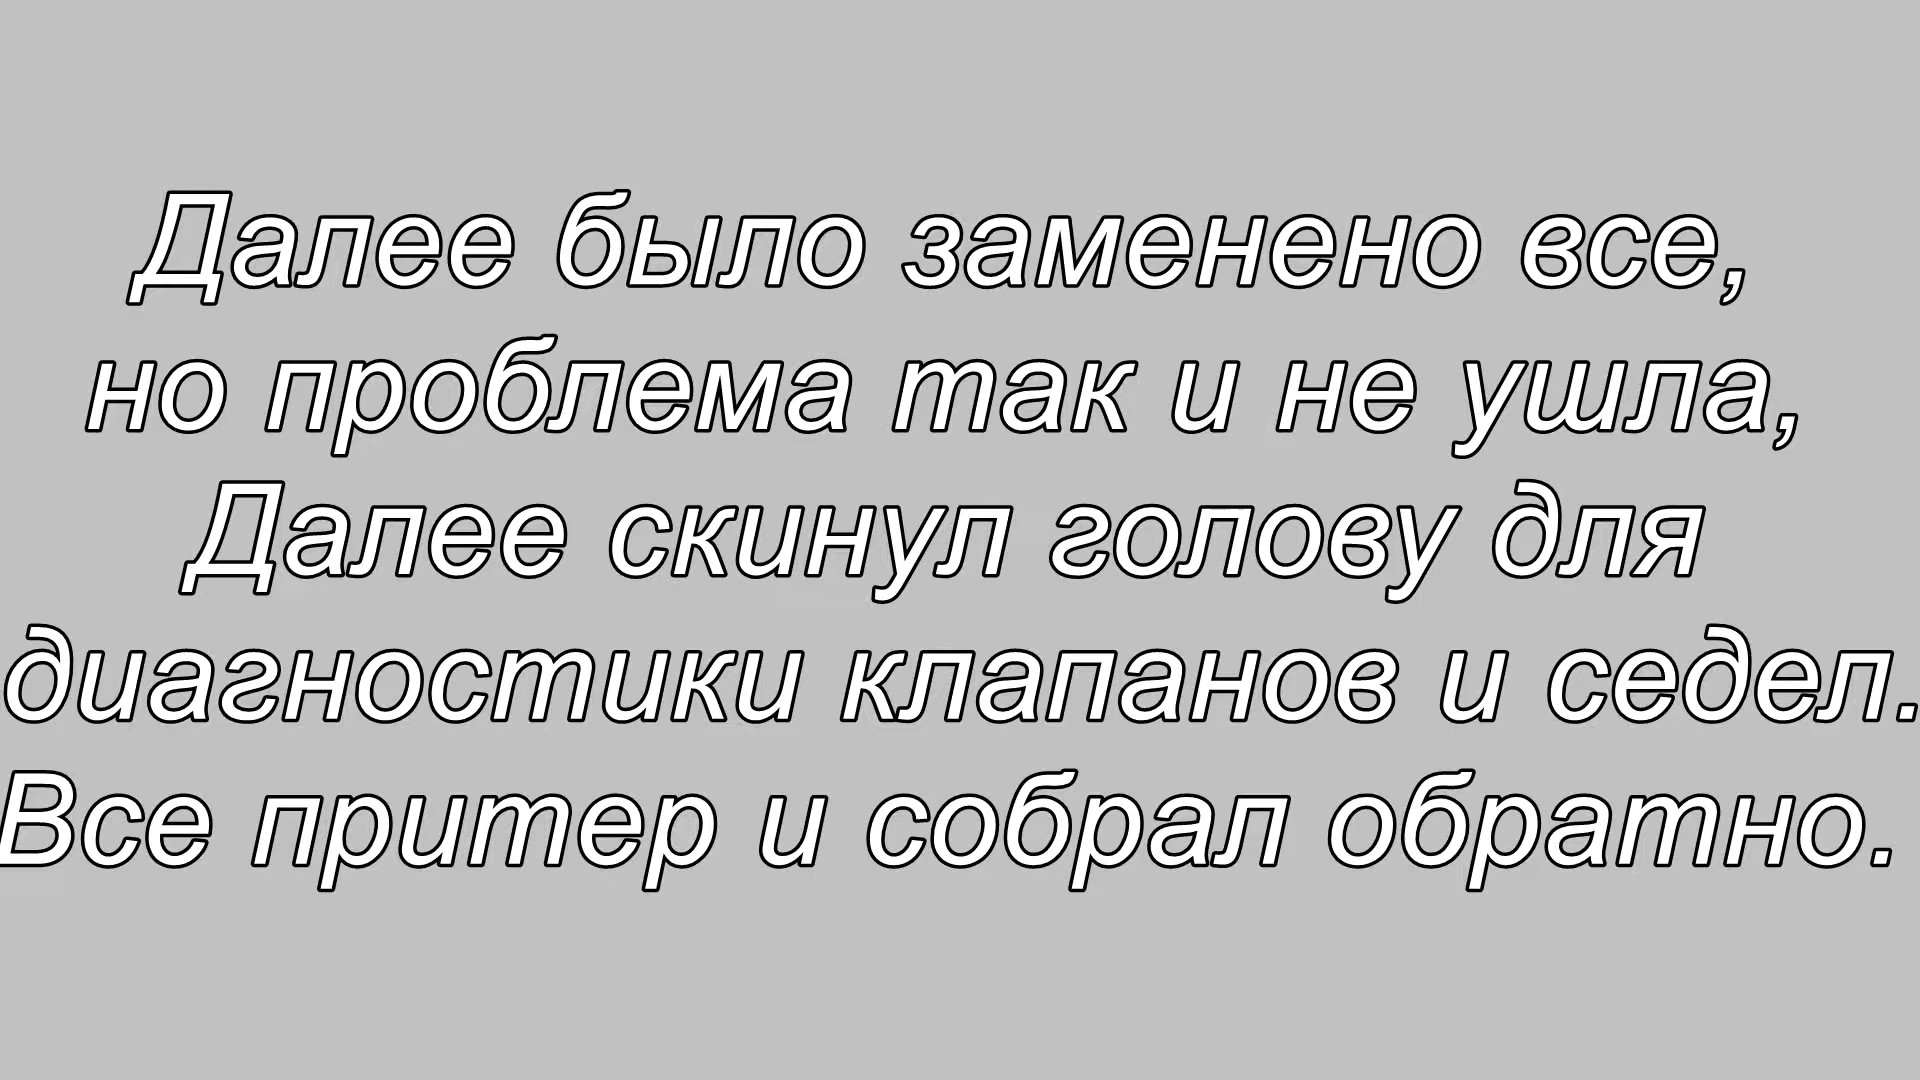 Далее было заменено все,
но проблема так и не ушла,
Далее скинул голову для
диагностики клапанов и седел.
Все притер и собрал обратно.